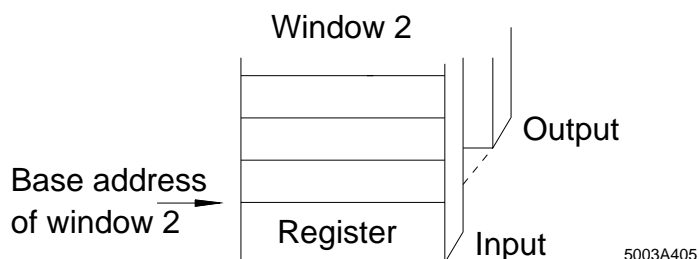 Window 2
Output
Base address
of window 2
Register
Input
5003A405